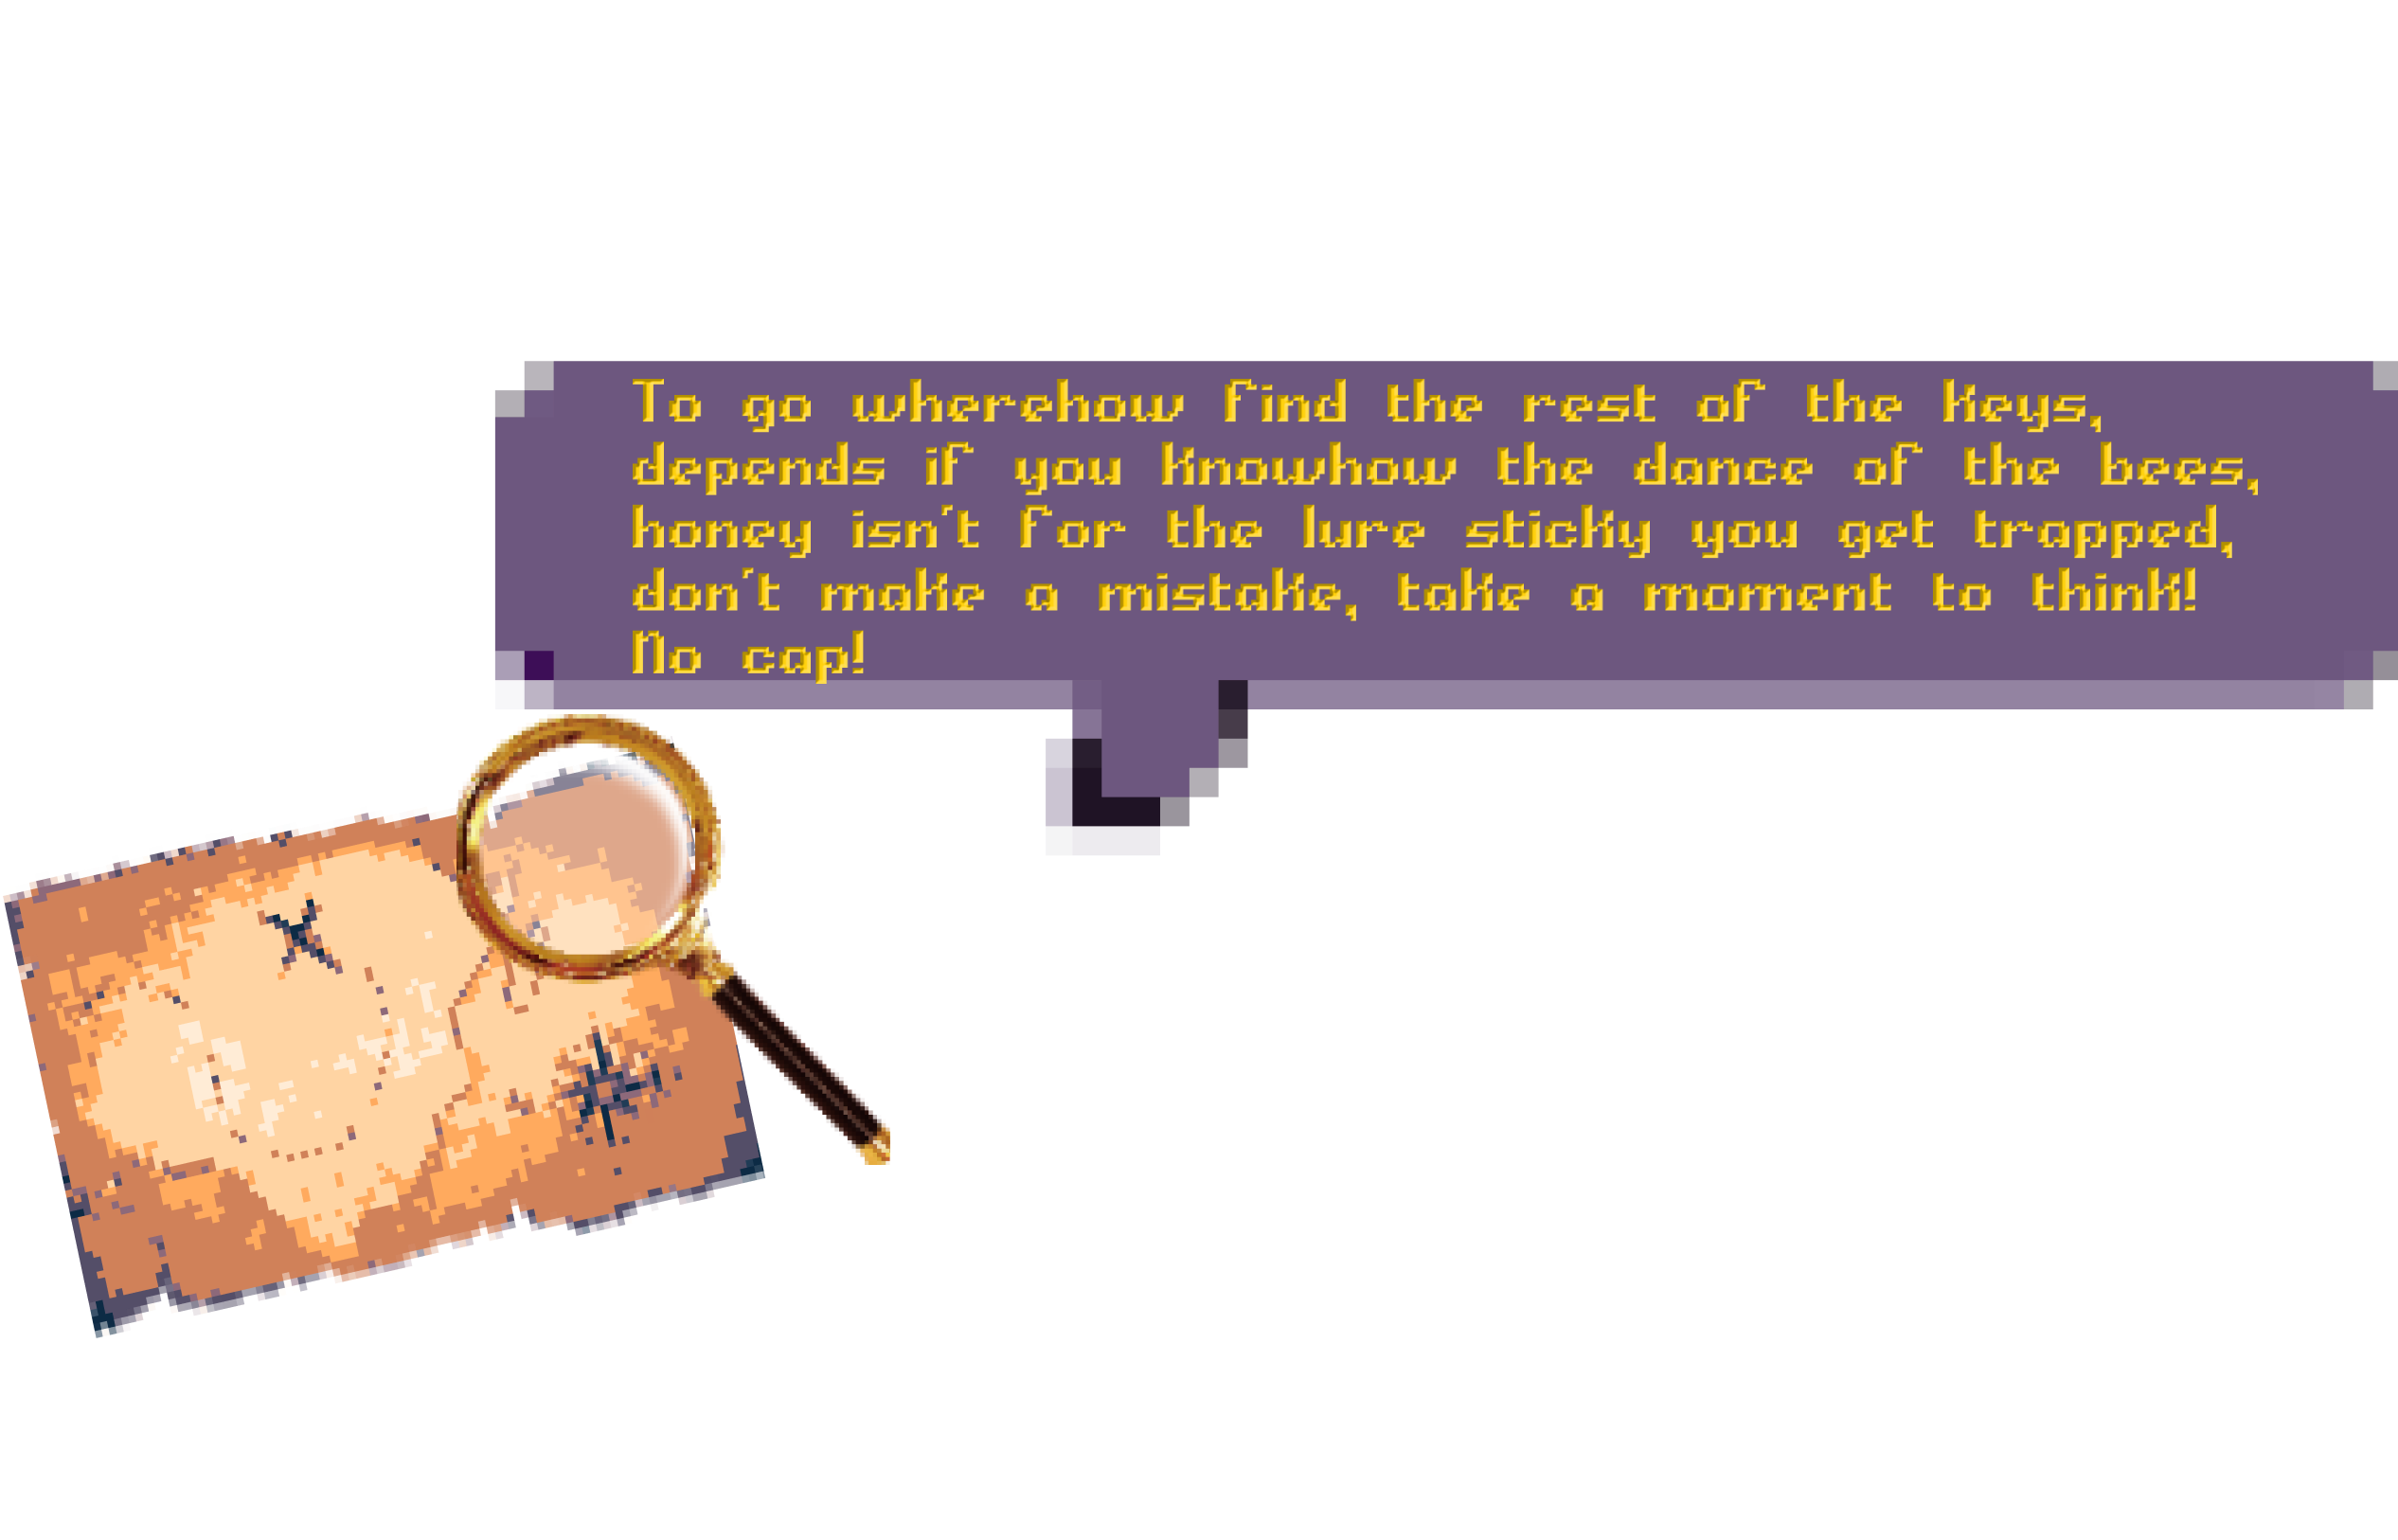 To go wherehow find the rest of the keys,
depends if you knowhow the dance of the bees,
honey isn't for the lure sticky you get trapped,
don't make a mistake, take a moment to think!
No cap!